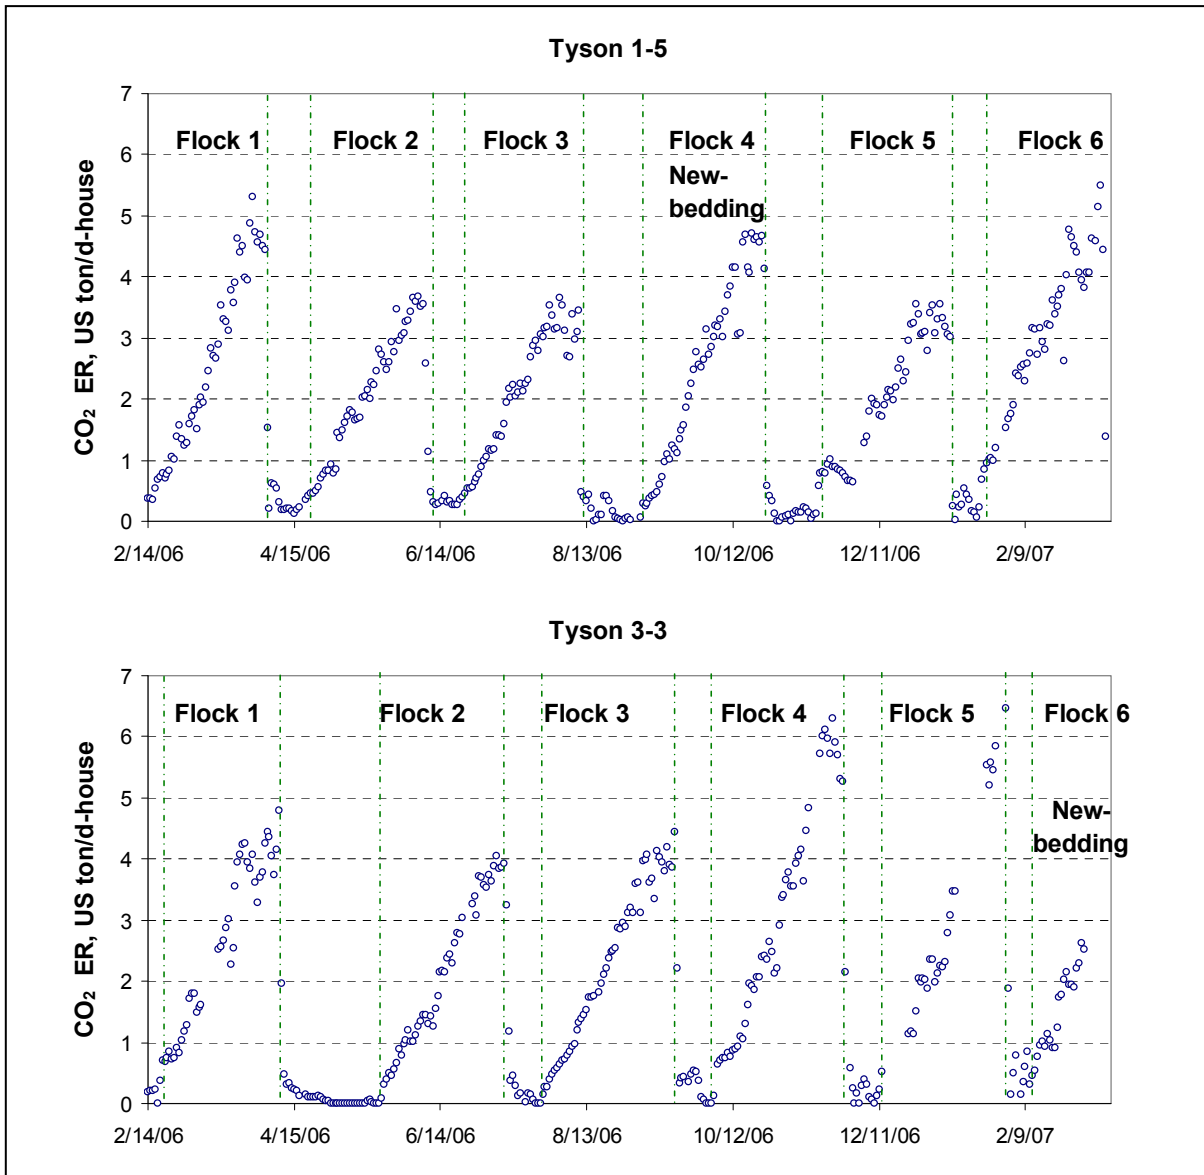 Tyson 1-5
7
6
5
4
3
2
1
0
CO₂ ER, US ton/d-house
Flock 1
Flock 2
Flock 3
Flock 4
Flock 5
Flock 6
New-
bedding
2/14/06
4/15/06
6/14/06
8/13/06
10/12/06
12/11/06
2/9/07
Tyson 3-3
7
6
5
4
3
2
1
0
CO₂ ER, US ton/d-house
Flock 1
Flock 2
Flock 3
Flock 4
Flock 5
Flock 6
New-
bedding
2/14/06
4/15/06
6/14/06
8/13/06
10/12/06
12/11/06
2/9/07